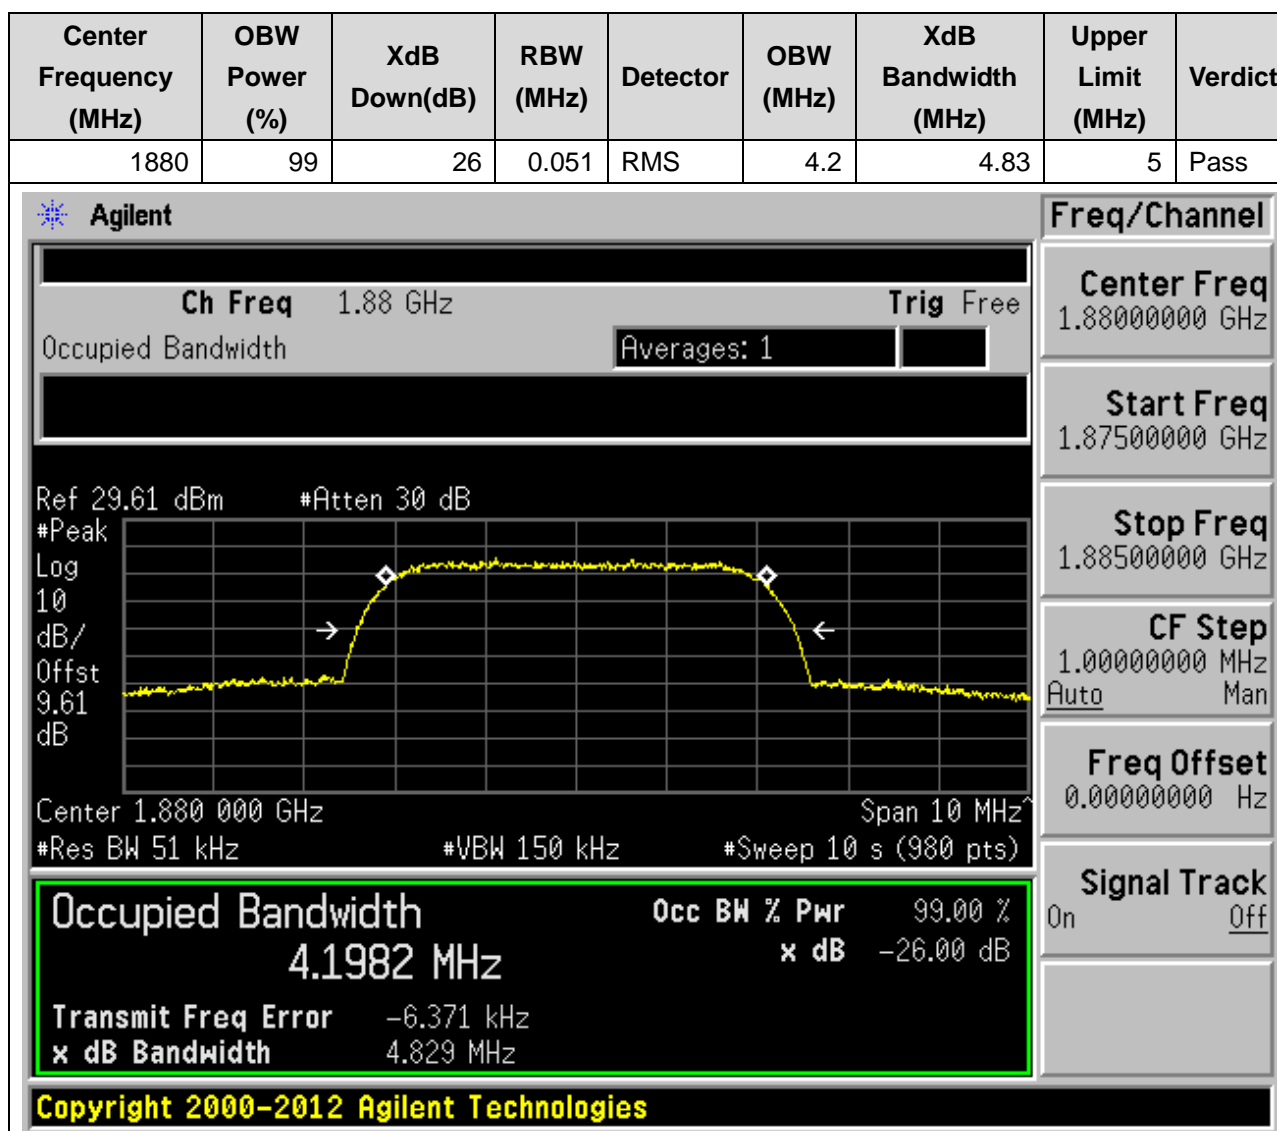 Center Frequency (MHz) OBW Power (%) XdB Down(dB) RBW (MHz) Detector OBW (MHz) XdB Bandwidth (MHz) Upper Limit (MHz) Verdict
1880 99 26 0.051 RMS 4.2 4.83 5 Pass
Agilent
Freq/Channel
Ch Freq 1.88 GHz Trig Free
Occupied Bandwidth Averages: 1
Center Freq
1.88000000 GHz
Start Freq
1.87500000 GHz
Stop Freq
1.88500000 GHz
CF Step
1.00000000 MHz
Auto Man
Freq Offset
0.00000000 Hz
Signal Track
On Off
Ref 29.61 dBm #Atten 30 dB
#Peak
Log
10
dB/
Offst
9.61
dB
Center 1.880 000 GHz Span 10 MHz^
#Res BW 51 kHz #VBW 150 kHz #Sweep 10 s (980 pts)
Occupied Bandwidth Occ BW % Pwr 99.00 %
4.1982 MHz x dB -26.00 dB
Transmit Freq Error -6.371 kHz
x dB Bandwidth 4.829 MHz
Copyright 2000-2012 Agilent Technologies